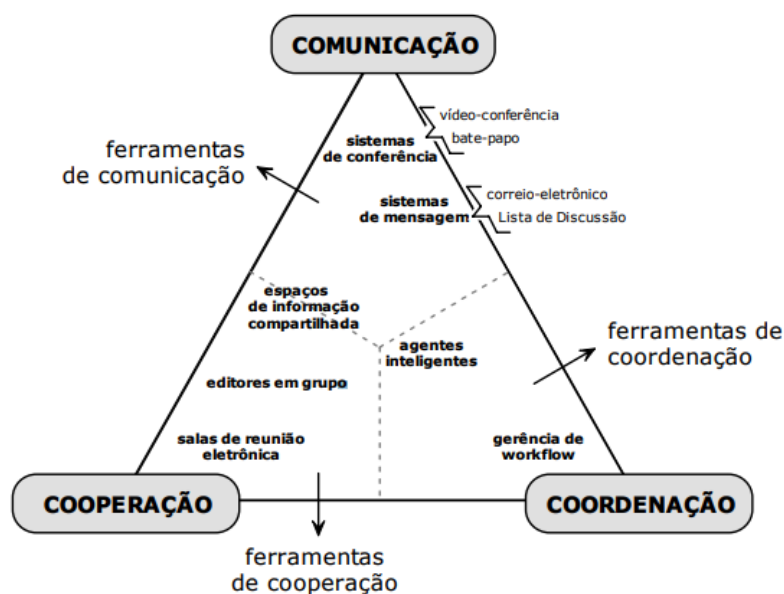 COMUNICAÇÃO
vídeo-conferência
bate-papo
sistemas
de conferência
ferramentas
de comunicação
correio-eletrônico
Lista de Discussão
sistemas
de mensagem
espaços
de informação
compartilhada
agentes
inteligentes
ferramentas de
coordenação
editores em grupo
salas de reunião
eletrônica
gerência de
workflow
COOPERAÇÃO
COORDENAÇÃO
ferramentas
de cooperação